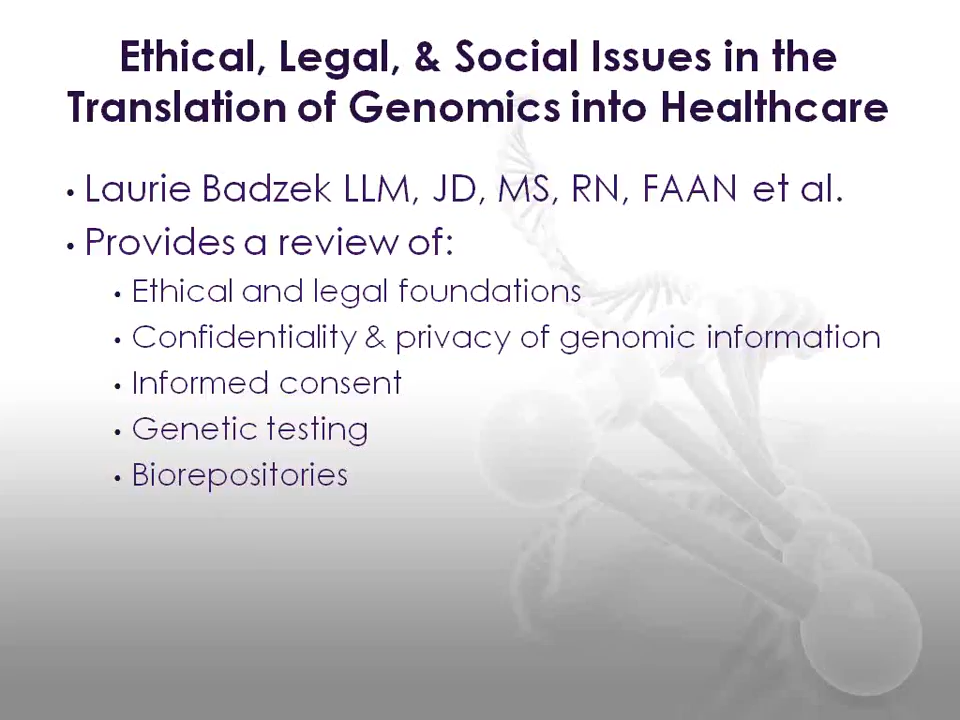 Ethical, Legal, & Social Issues in the
Translation of Genomics into Healthcare
• Laurie Badzek LLM, JD, MS, RN, FAAN et al.
• Provides a review of:
• Ethical and legal foundations
• Confidentiality & privacy of genomic information
• Informed consent
• Genetic testing
• Biorepositories